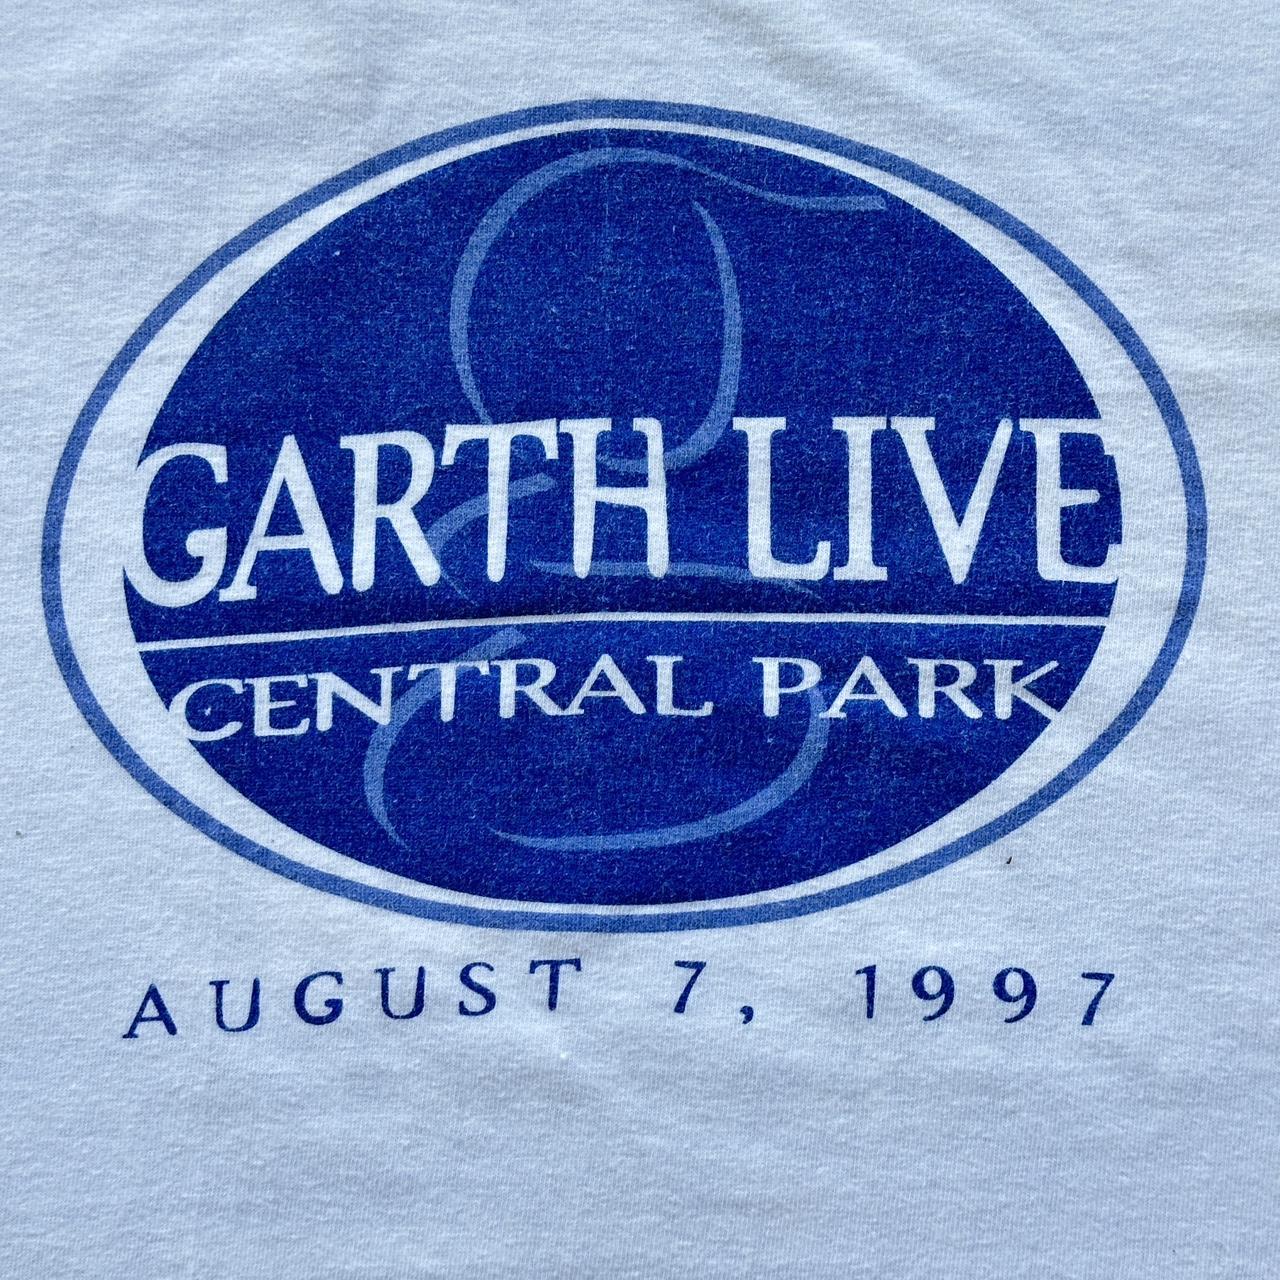 GARTH LIVE
CENTRAL PARK
AUGUST 7, 1997